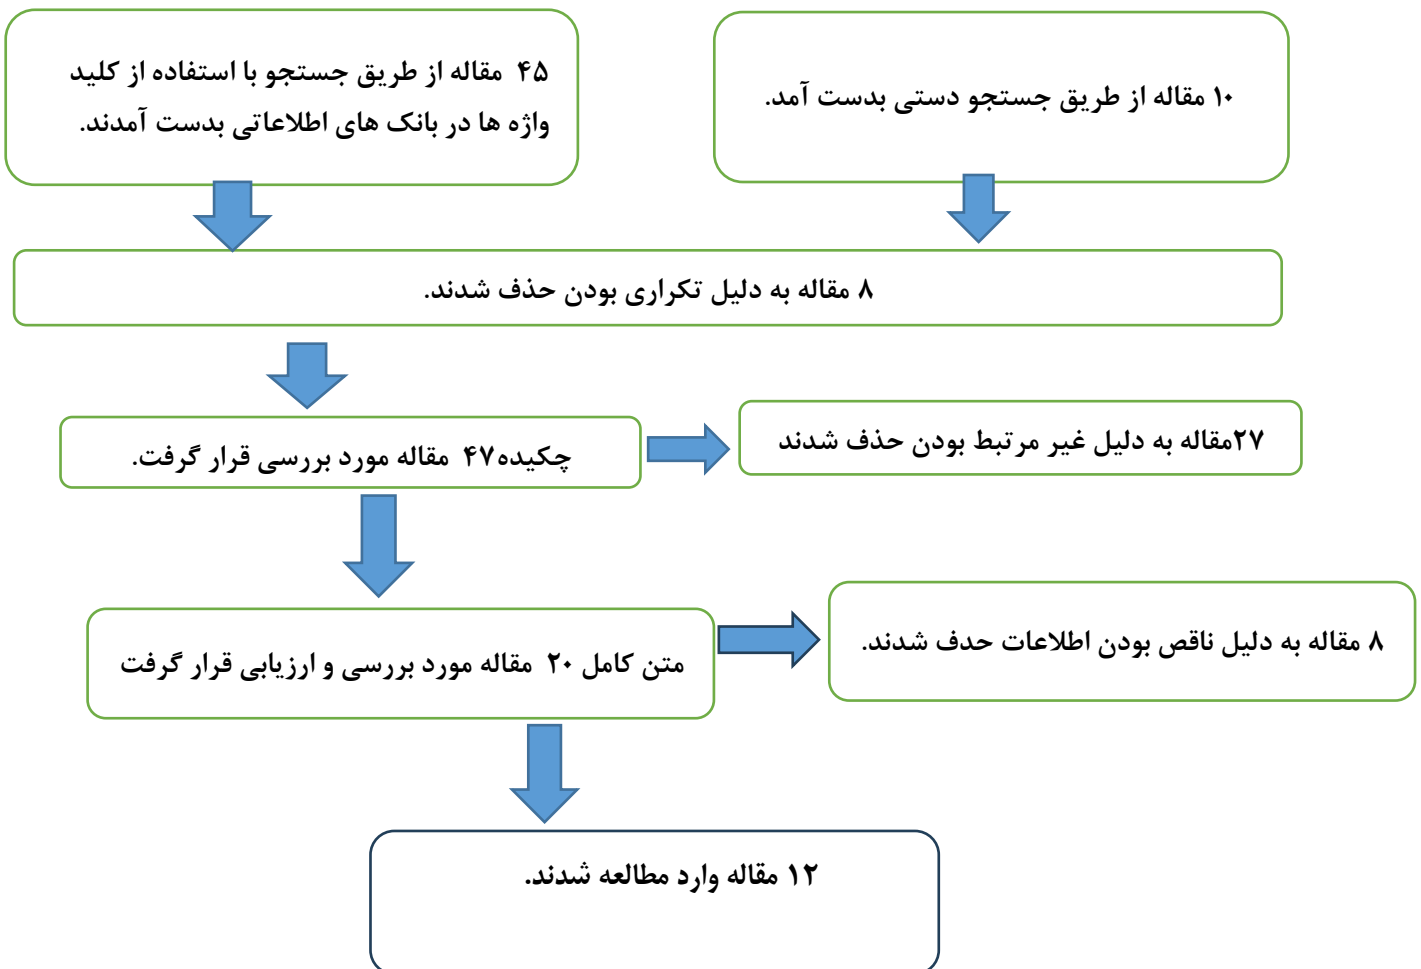 ۱۰ مقاله از طریق جستجو دستی بدست آمد.
۴۵ مقاله از طریق جستجو با استفاده از کلید
واژه ها در بانک های اطلاعاتی بدست آمدند.
۸ مقاله به دلیل تکراری بودن حذف شدند.
چکیده۴۷ مقاله مورد بررسی قرار گرفت.
۲۷مقاله به دلیل غیر مرتبط بودن حذف شدند
متن کامل ۲۰ مقاله مورد بررسی و ارزیابی قرار گرفت
۸ مقاله به دلیل ناقص بودن اطلاعات حدف شدند.
۱۲ مقاله وارد مطالعه شدند.